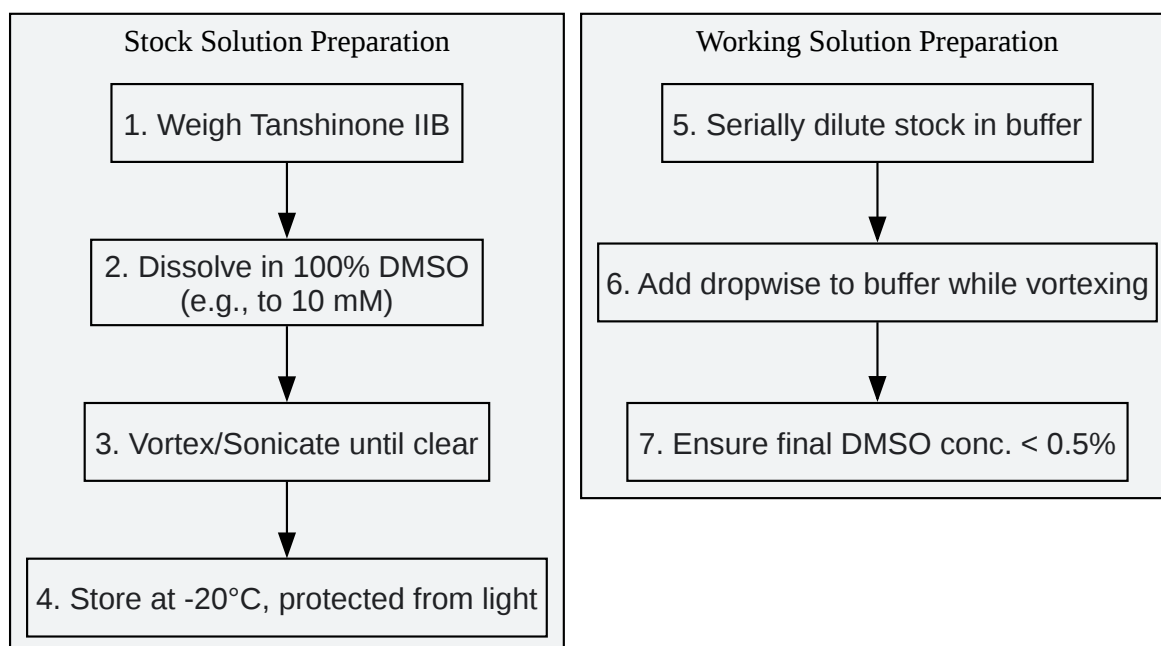 Stock Solution Preparation
1. Weigh Tanshinone IIB
2. Dissolve in 100% DMSO
(e.g., to 10 mM)
3. Vortex/Sonicate until clear
4. Store at -20°C, protected from light
Working Solution Preparation
5. Serially dilute stock in buffer
6. Add dropwise to buffer while vortexing
7. Ensure final DMSO conc. < 0.5%